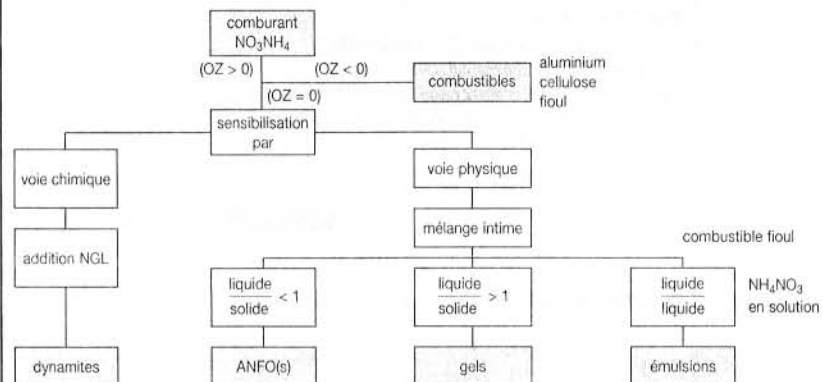 comburant
NO₃NH₄
(OZ > 0)
(OZ < 0)
aluminium
combustibles
cellulose
fioul
(OZ = 0)
sensibilisation
par
voie chimique
voie physique
addition NGL
mélange intime
combustible fioul
liquide
solide
< 1
liquide
solide
> 1
liquide
liquide
NH₄NO₃
en solution
dynamites
ANFO(s)
gels
émulsions